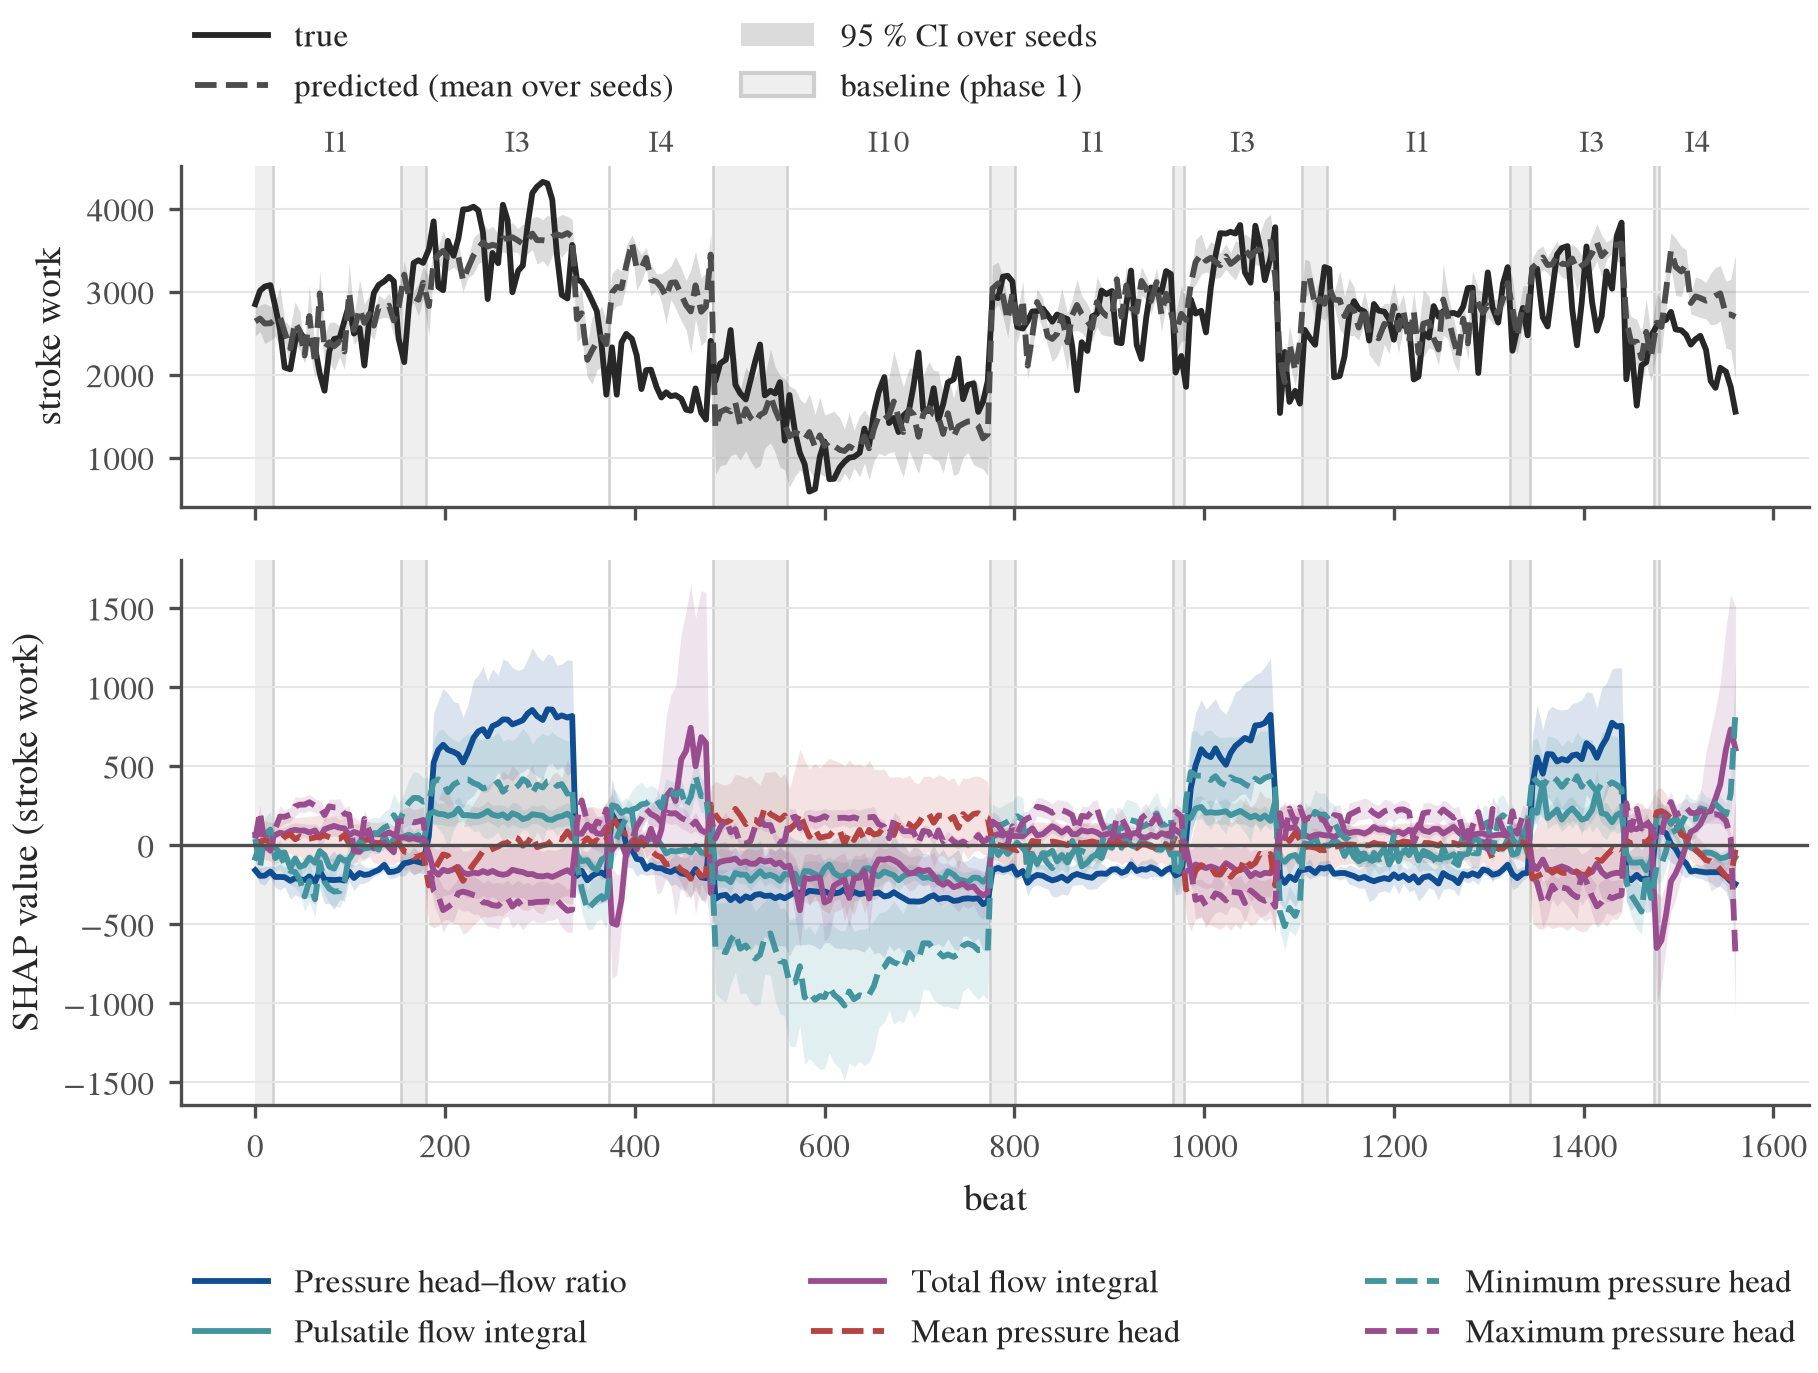 true
95 % CI over seeds
predicted (mean over seeds)
baseline (phase 1)
I1 I3 I4 I10 I1 I3 I1 I3 I4
4000
3000
2000
1000
stroke work
1500
1000
500
0
−500
−1000
−1500
SHAP value (stroke work)
0 200 400 600 800 1000 1200 1400 1600
beat
Pressure head–flow ratio
Total flow integral
Minimum pressure head
Pulsatile flow integral
Mean pressure head
Maximum pressure head